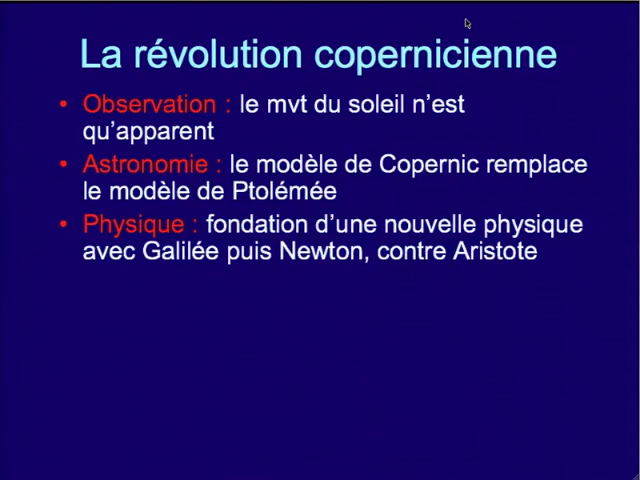 La révolution copernicienne
• Observation : le mvt du soleil n’est
qu’apparent
• Astronomie : le modèle de Copernic remplace
le modèle de Ptolémée
• Physique : fondation d’une nouvelle physique
avec Galilée puis Newton, contre Aristote